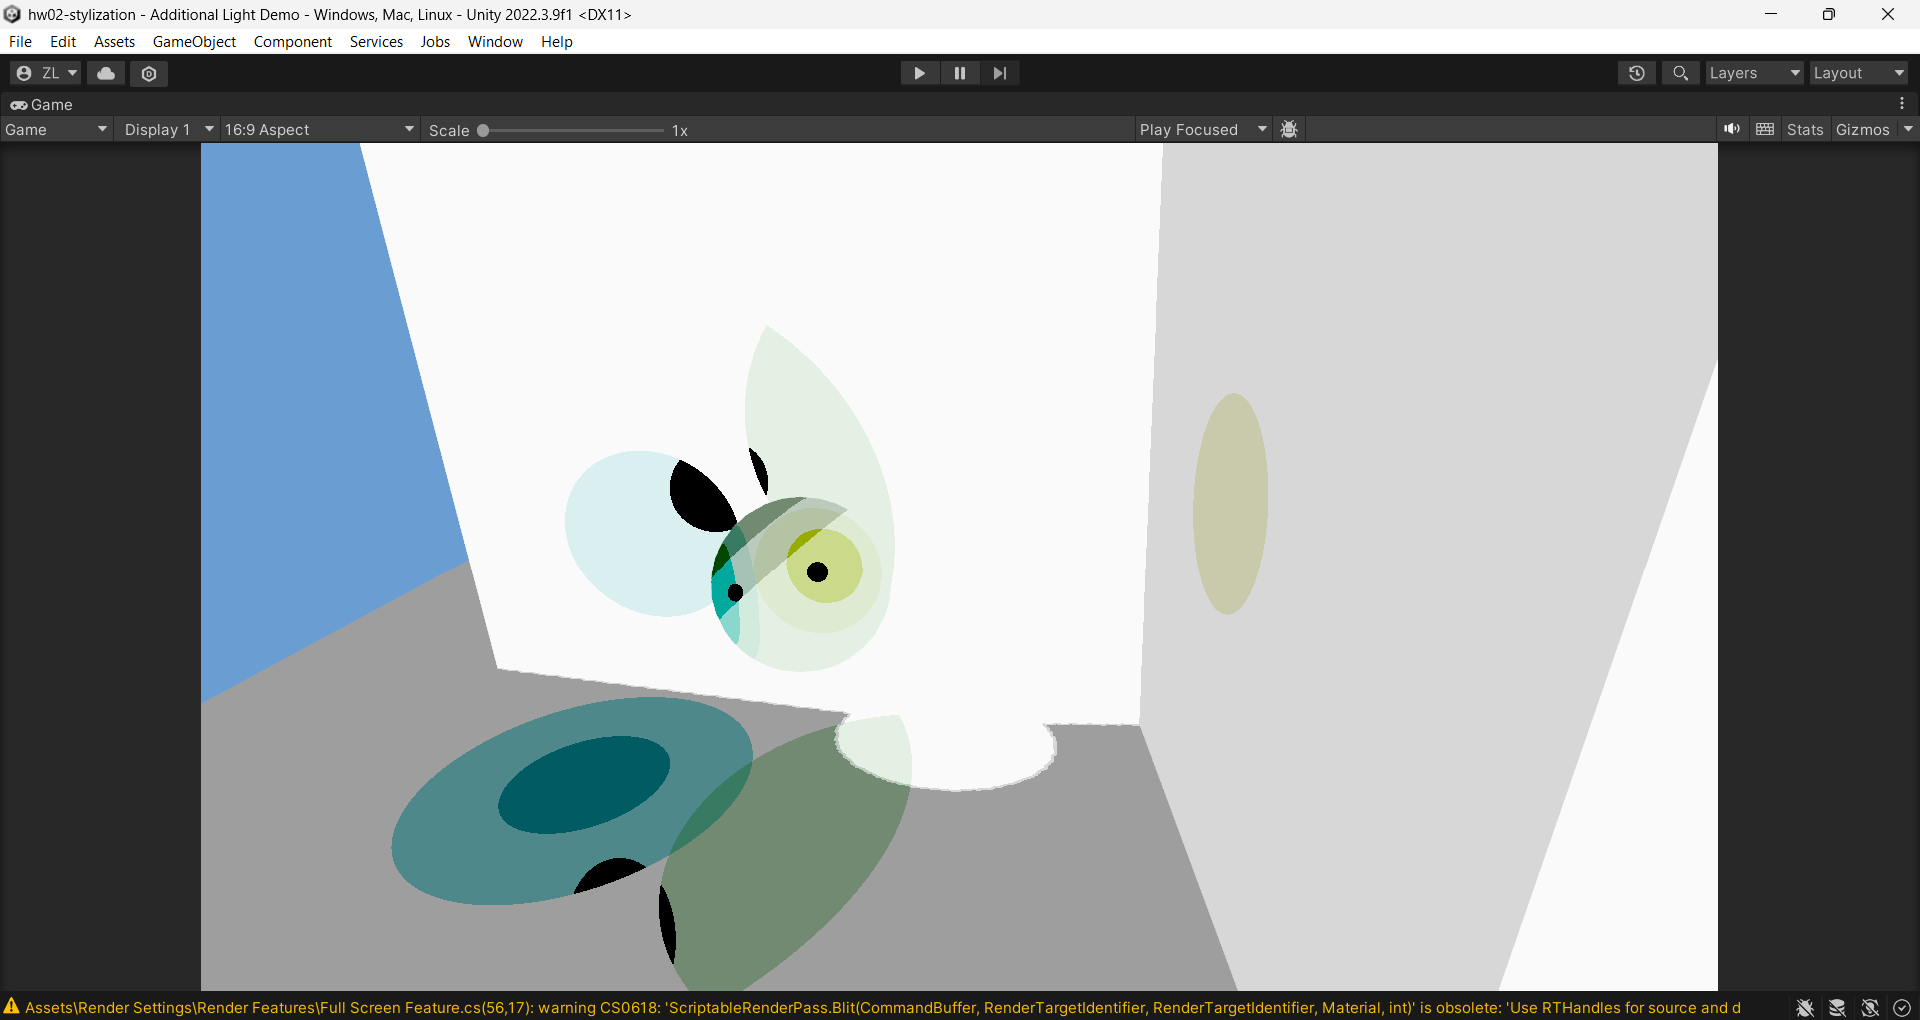 hw02-stylization - Additional Light Demo - Windows, Mac, Linux - Unity 2022.3.9f1 <DX11>
File Edit Assets GameObject Component Services Jobs Window Help
ZL Layers Layout
Game
Game Display 1 16:9 Aspect Scale 1x Play Focused Stats Gizmos
Assets\Render Settings\Render Features\Full Screen Feature.cs(56,17): warning CS0618: 'ScriptableRenderPass.Blit(CommandBuffer, RenderTargetIdentifier, RenderTargetIdentifier, Material, int)' is obsolete: 'Use RTHandles for source and d